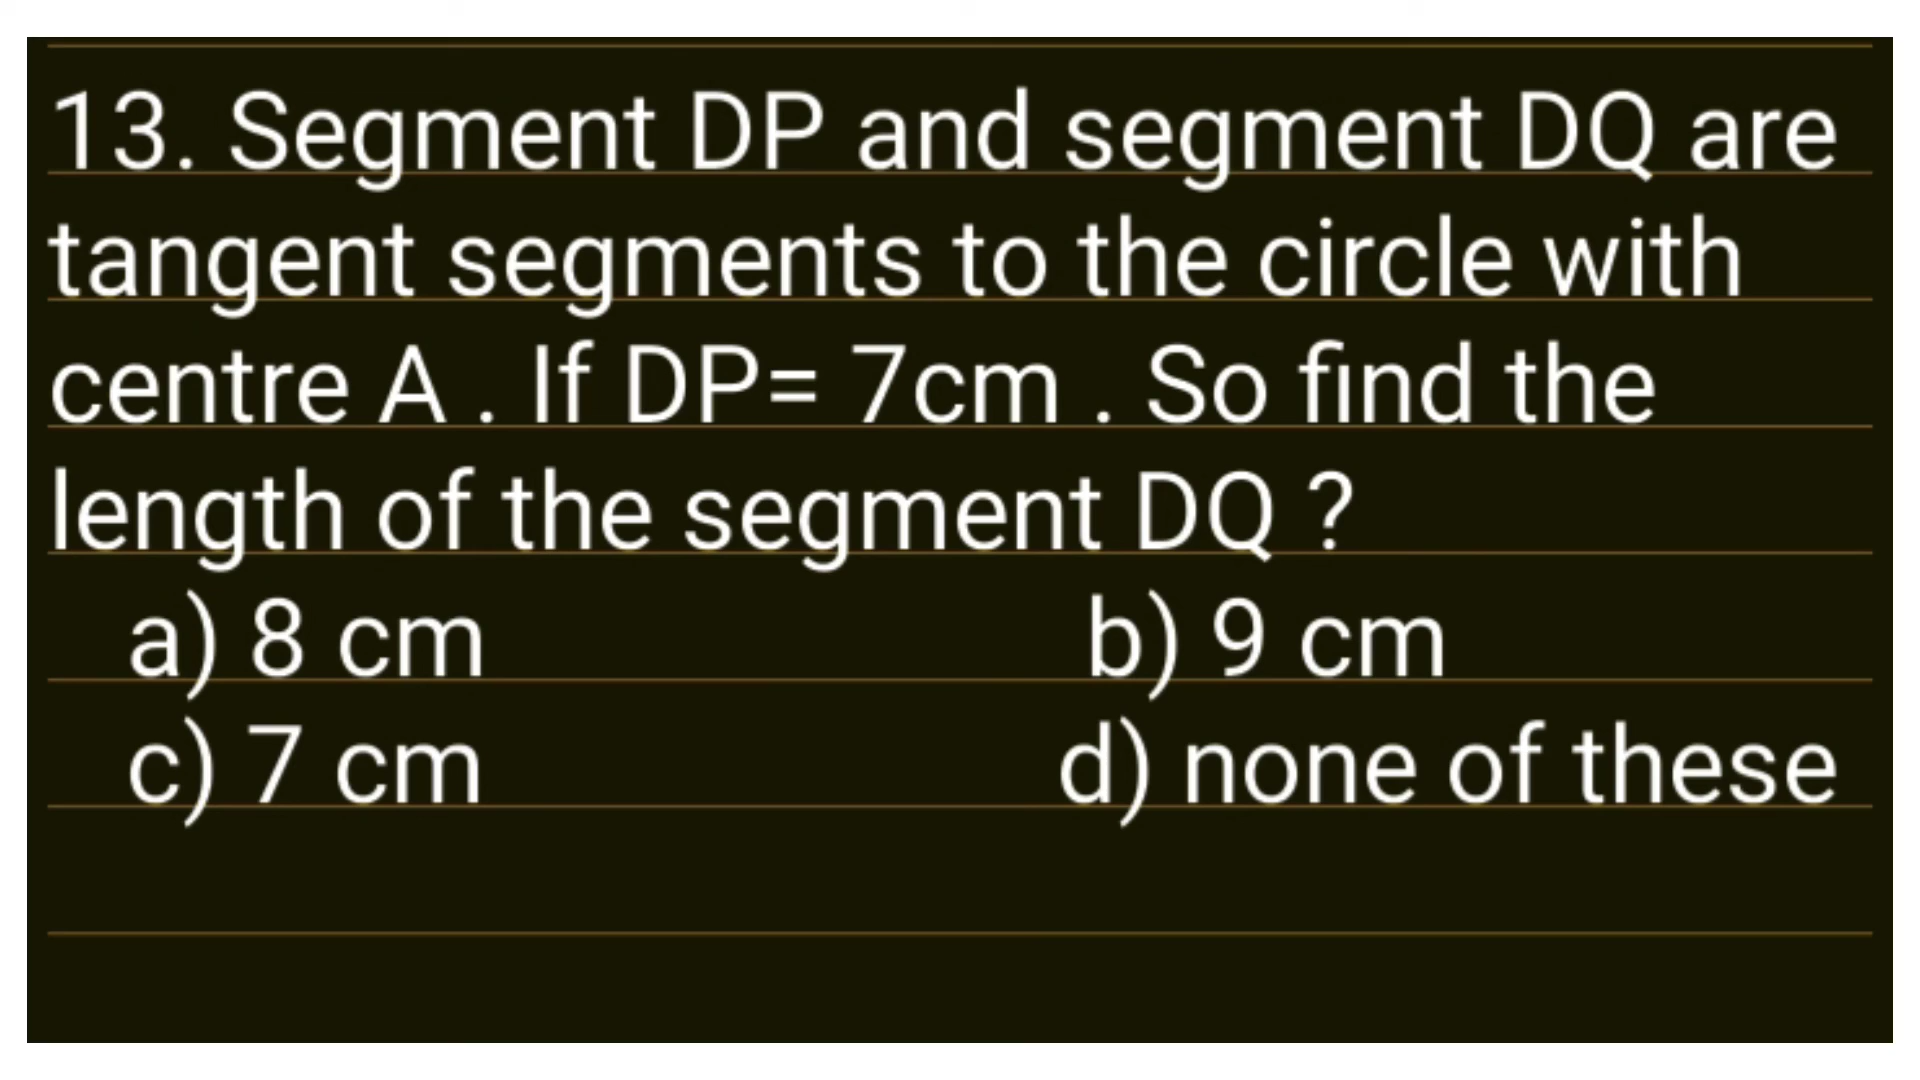 13. Segment DP and segment DQ are
tangent segments to the circle with
centre A . If DP= 7cm . So find the
length of the segment DQ ?
a) 8 cm b) 9 cm
c) 7 cm d) none of these